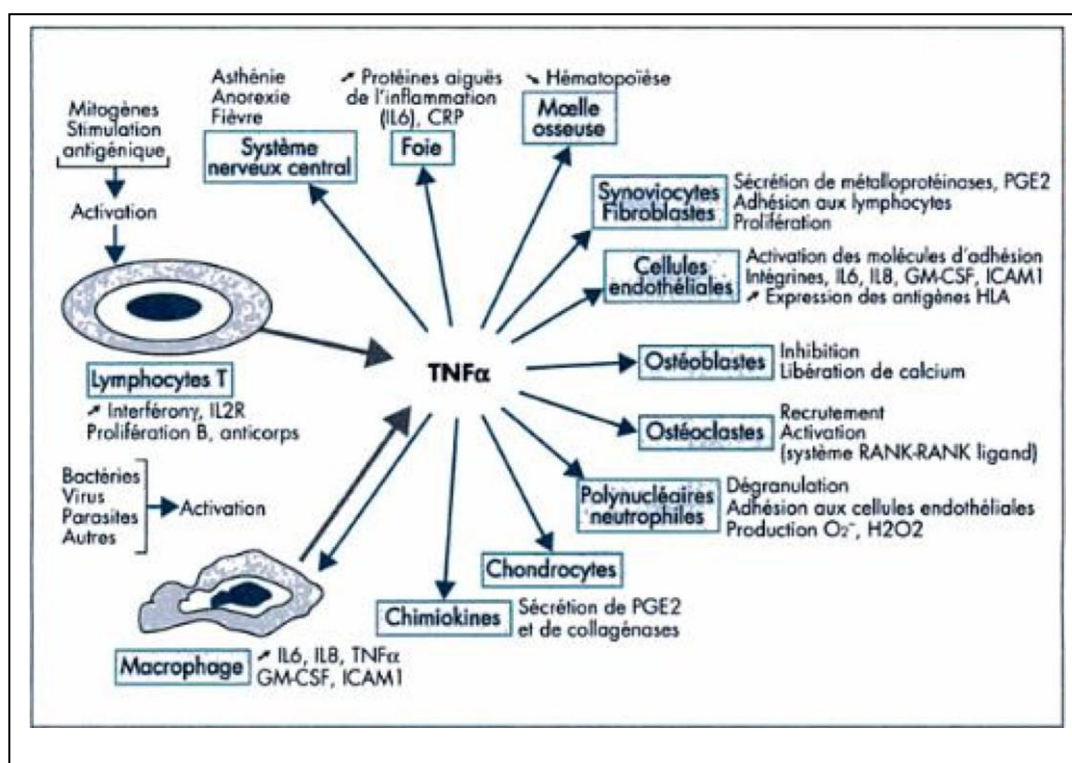 Mitogènes
Stimulation
antigénique
Activation
Lymphocytes T
↗ Interféronγ, IL2R
Prolifération B, anticorps
Bactéries
Virus
Parasites
Autres
Activation
Macrophage
↗ IL6, IL8, TNFα
GM-CSF, ICAM1
Asthénie
Anorexie
Fièvre
Système
nerveux central
↗ Protéines aiguës
de l'inflammation
(IL6), CRP
Foie
↘ Hématopoïèse
Mœlle
osseuse
Synoviocytes
Fibroblastes
Sécrétion de métalloprotéinases, PGE2
Adhésion aux lymphocytes
Prolifération
Cellules
endothéliales
Activation des molécules d'adhésion
Intégrines, IL6, IL8, GM-CSF, ICAM1
↗ Expression des antigènes HLA
TNFα
Ostéoblastes
Inhibition
Libération de calcium
Ostéoclastes
Recrutement
Activation
(système RANK-RANK ligand)
Polynucléaires
neutrophiles
Dégranulation
Adhésion aux cellules endothéliales
Production O₂⁻, H2O2
Chondrocytes
Chimiokines
Sécrétion de PGE2
et de collagénases